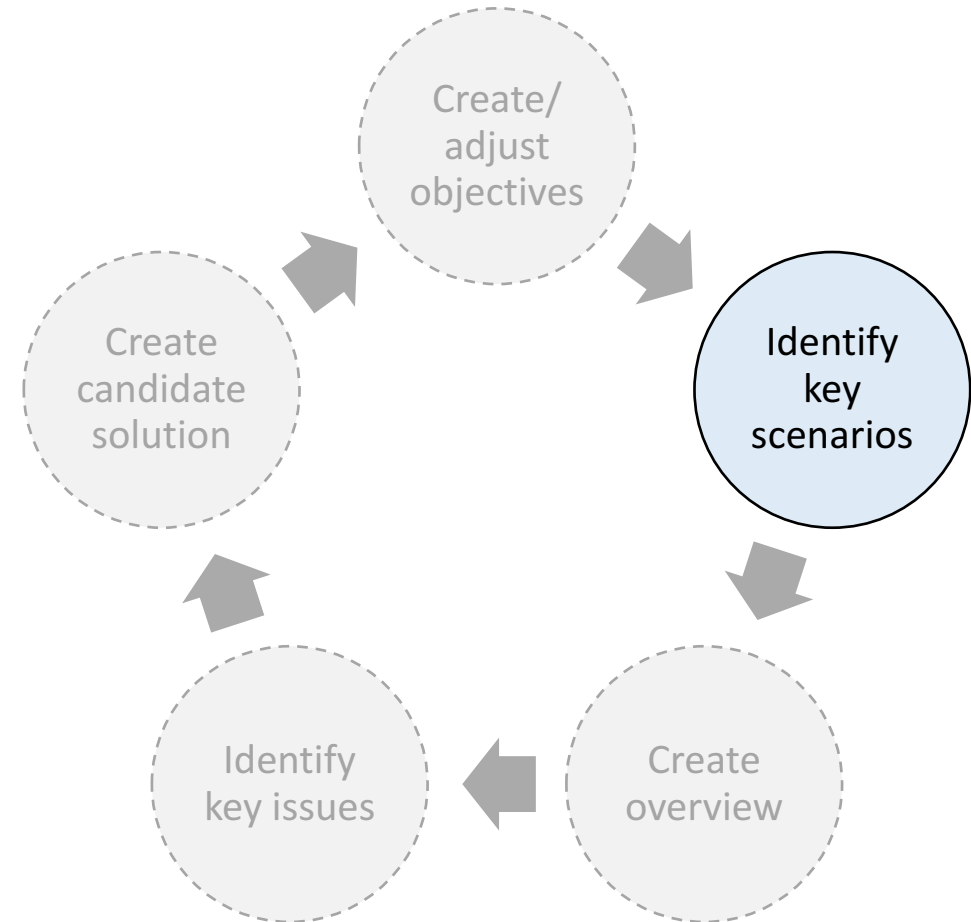 Create/
adjust
objectives
Identify
key
scenarios
Create
overview
Identify
key issues
Create
candidate
solution